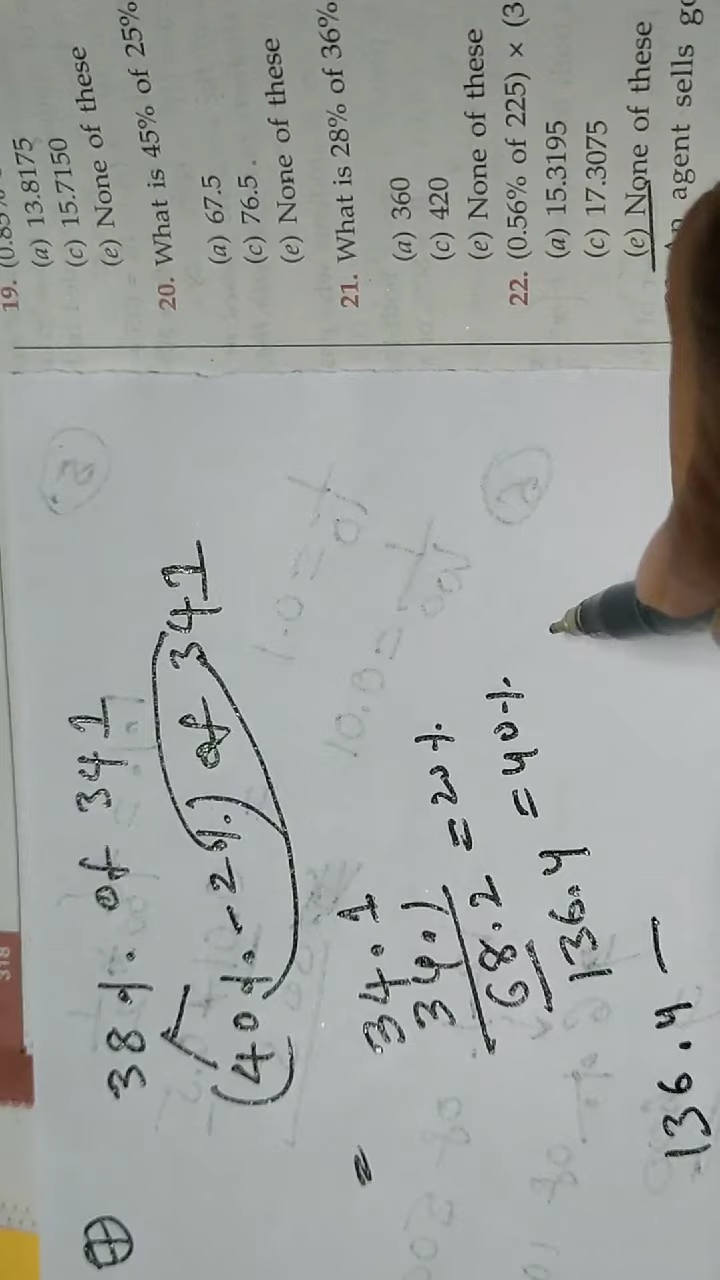 19. (0.85%
(a) 13.8175
(c) 15.7150
(e) None of these
20. What is 45% of 25%
(a) 67.5
(c) 76.5 .
(e) None of these
21. What is 28% of 36%
(a) 360
(c) 420
(e) None of these
22. (0.56% of 225) × (3
(a) 15.3195
(c) 17.3075
(e) None of these
agent sells go
318
38%. of 341
(40%. - 2%.) of 341
= 34.1
34.1
68.2 = 20%.
136.4 = 40%.
136.4 —